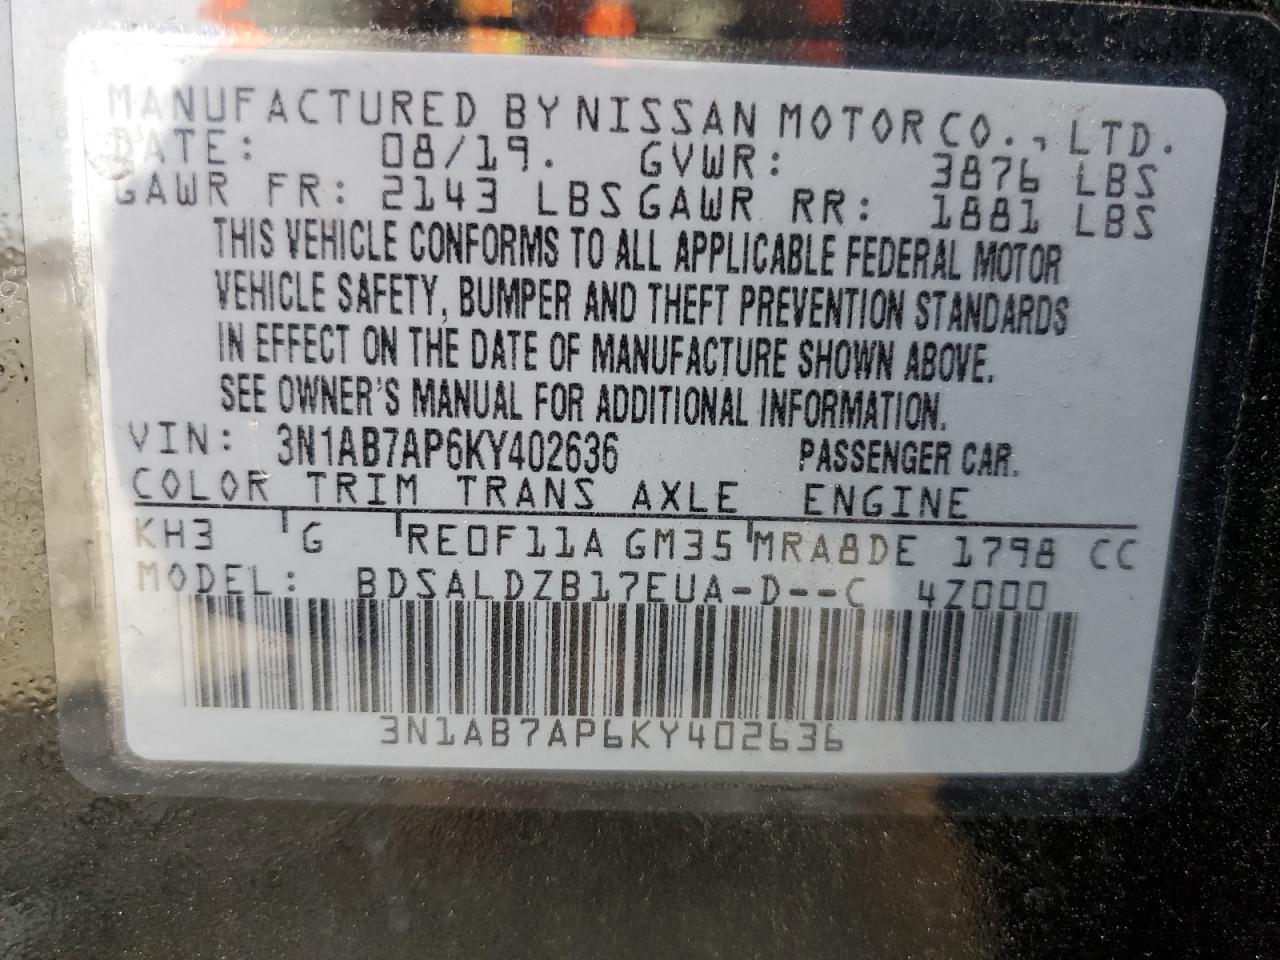 MANUFACTURED BY NISSAN MOTOR CO., LTD.
DATE: 08/19. GVWR: 3876 LBS
GAWR FR: 2143 LBS GAWR RR: 1881 LBS
THIS VEHICLE CONFORMS TO ALL APPLICABLE FEDERAL MOTOR
VEHICLE SAFETY, BUMPER AND THEFT PREVENTION STANDARDS
IN EFFECT ON THE DATE OF MANUFACTURE SHOWN ABOVE.
SEE OWNER'S MANUAL FOR ADDITIONAL INFORMATION.
VIN: 3N1AB7AP6KY402636 PASSENGER CAR.
COLOR TRIM TRANS AXLE ENGINE
KH3 G RE0F11A GM35 MRA8DE 1798 CC
MODEL: BDSALDZB17EUA-D--C 4Z000
3N1AB7AP6KY402636